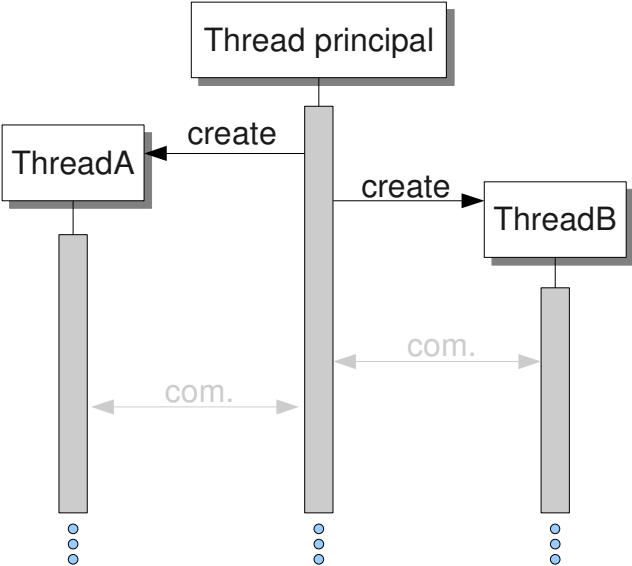 Thread principal
create
ThreadA
create
ThreadB
com.
com.